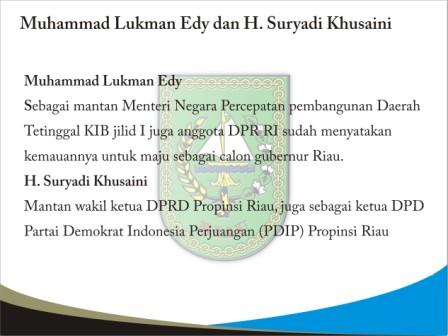 Muhammad Lukman Edy dan H. Suryadi Khusaini
Muhammad Lukman Edy
Sebagai mantan Menteri Negara Percepatan pembangunan Daerah
Tetinggal KIB jilid I juga anggota DPR RI sudah menyatakan
kemauannya untuk maju sebagai calon gubernur Riau.
H. Suryadi Khusaini
Mantan wakil ketua DPRD Propinsi Riau, juga sebagai ketua DPD
Partai Demokrat Indonesia Perjuangan (PDIP) Propinsi Riau